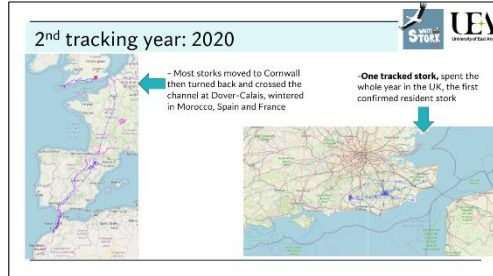 2nd tracking year: 2020
WHITE
STORK
UEA
University of East Anglia
– Most storks moved to Cornwall
then turned back and crossed the
channel at Dover-Calais, wintered
in Morocco, Spain and France
-One tracked stork, spent the
whole year in the UK, the first
confirmed resident stork